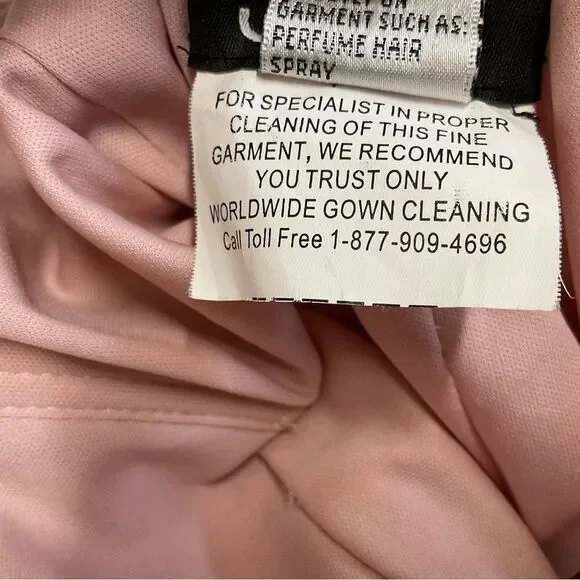 GARMENT SUCH AS:
PERFUME HAIR
SPRAY
FOR SPECIALIST IN PROPER
CLEANING OF THIS FINE
GARMENT, WE RECOMMEND
YOU TRUST ONLY
WORLDWIDE GOWN CLEANING
Call Toll Free 1-877-909-4696